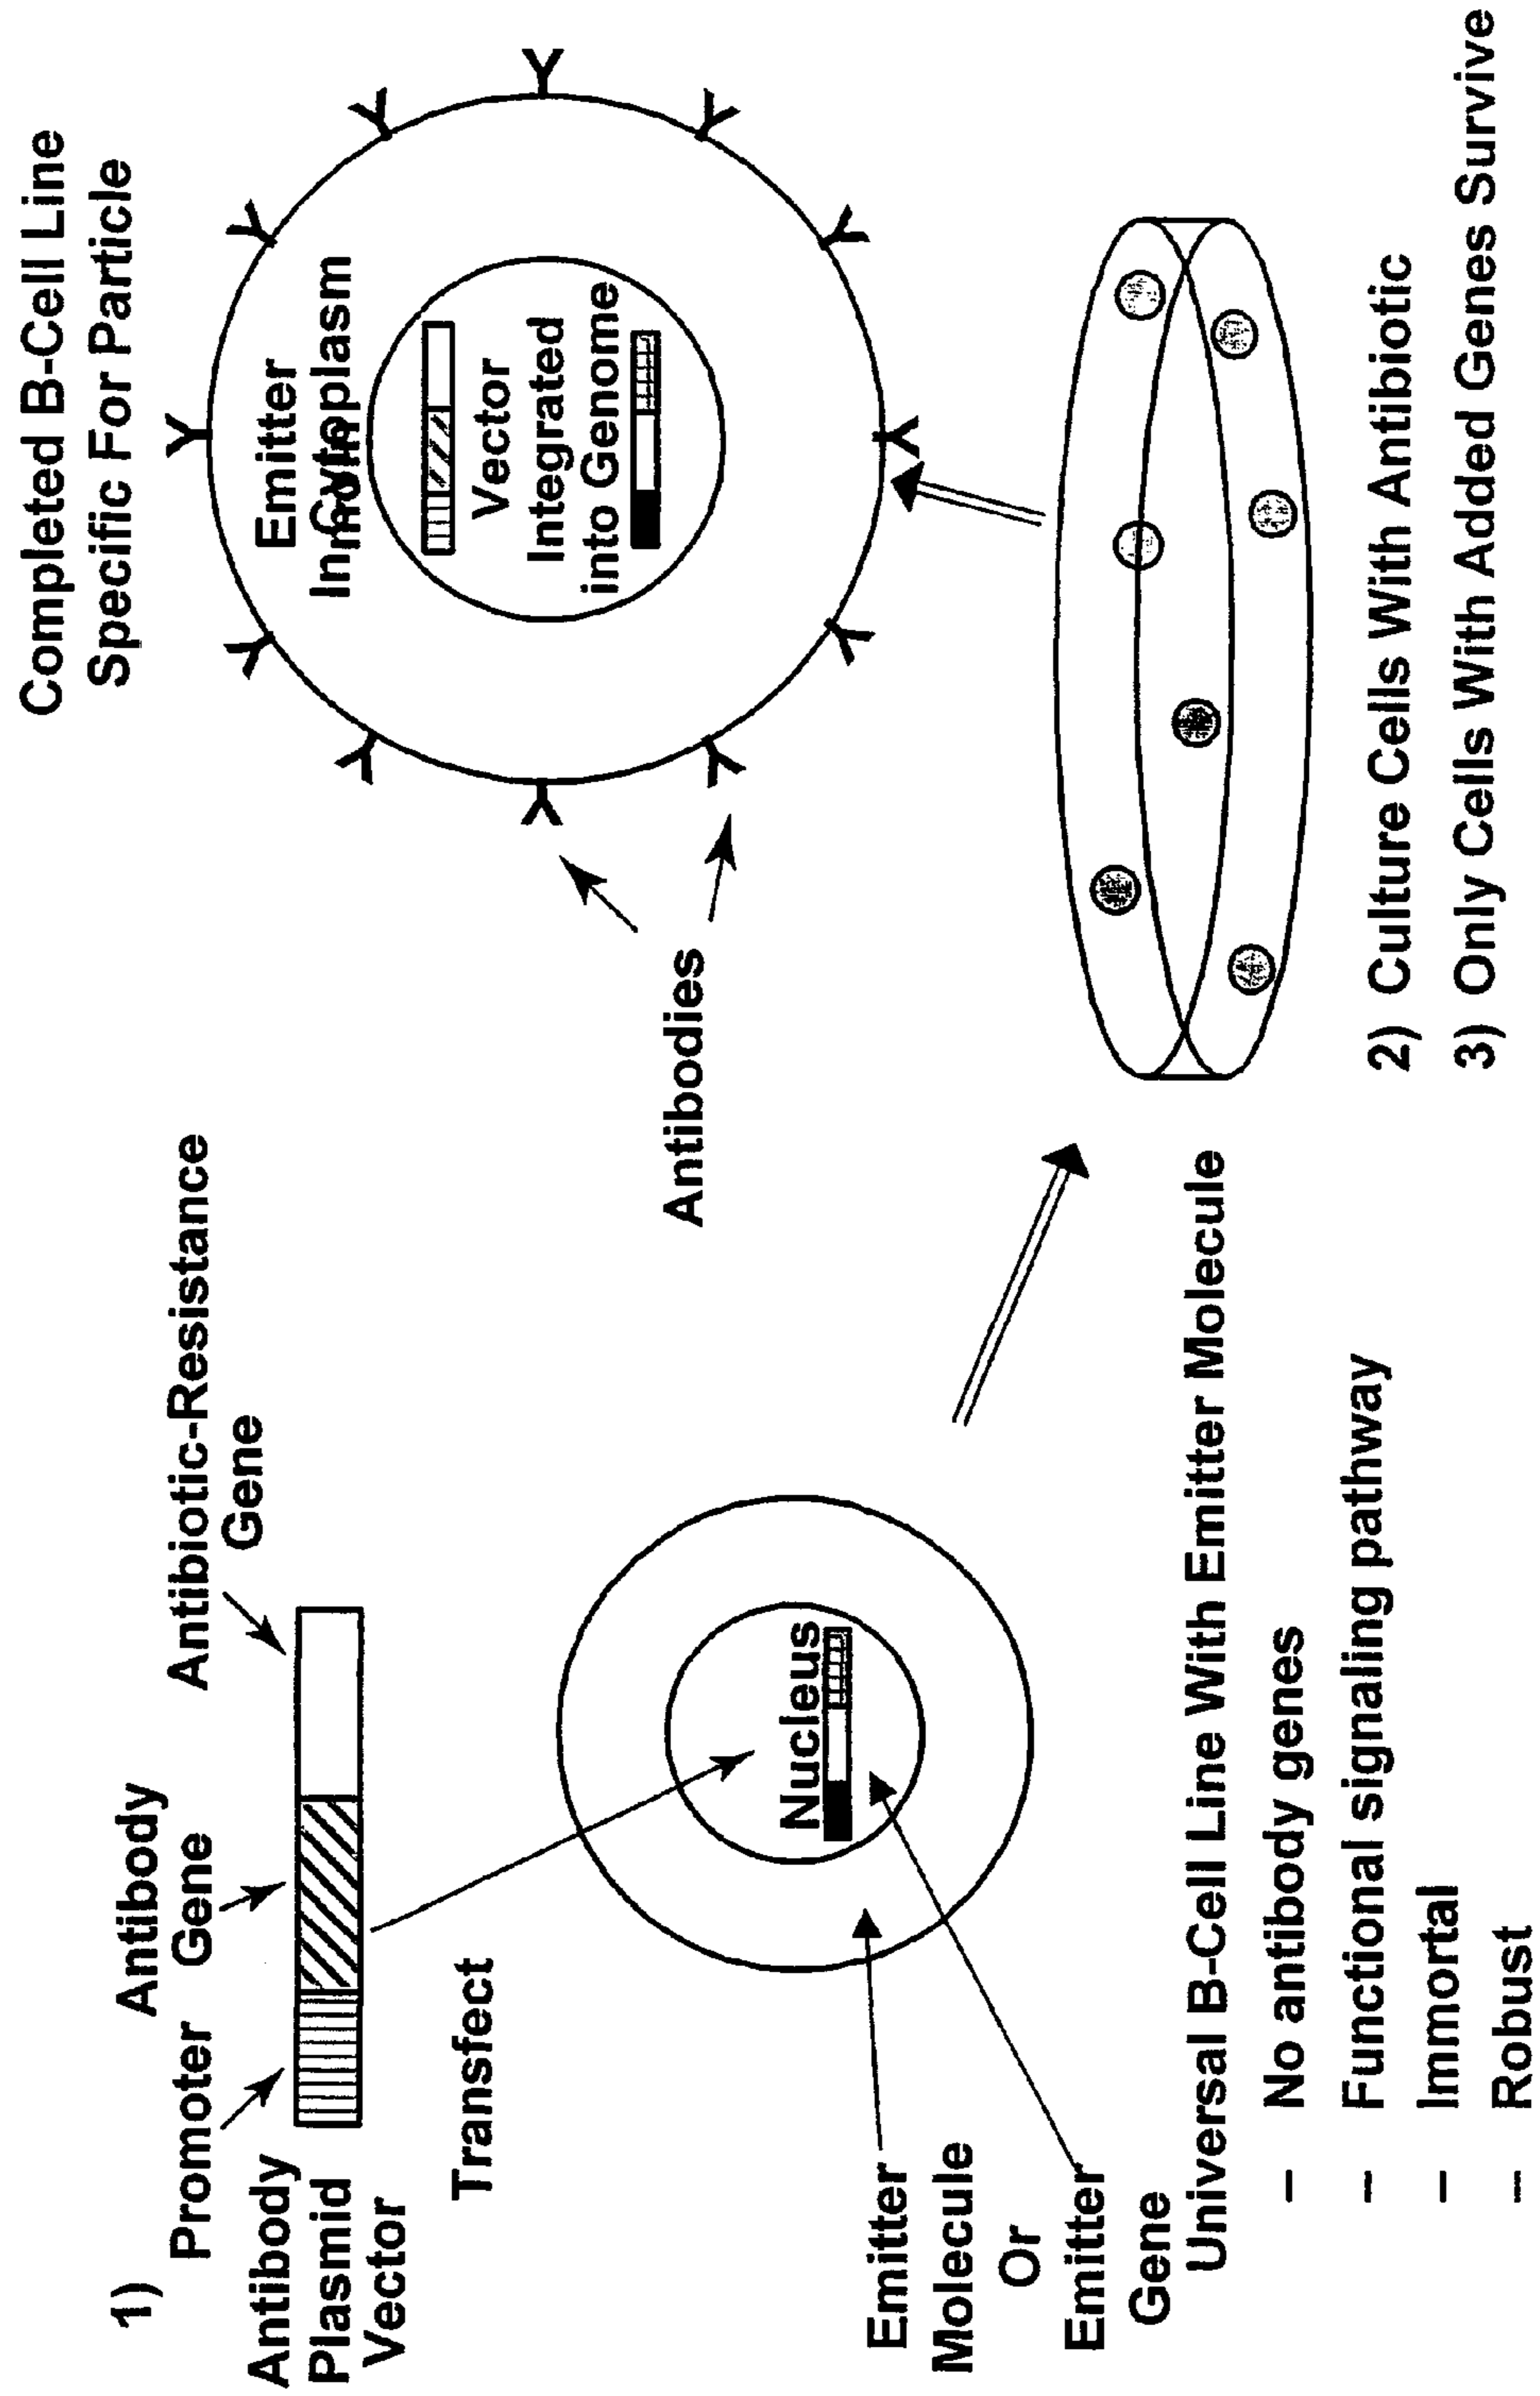 1)
Promoter
Antibody
Gene
Antibiotic-Resistance
Gene
Antibody
Plasmid
Vector
Transfect
Nucleus
Emitter
Molecule
Or
Emitter
Gene
Universal B-Cell Line With Emitter Molecule
– No antibody genes
– Functional signaling pathway
– Immortal
– Robust
Completed B-Cell Line
Specific For Particle
Emitter
In Cytoplasm
Vector
Integrated
into Genome
Antibodies
Y
Y
Y
Y
Y
Y
Y
Y
Y
Y
Y
Y
2) Culture Cells With Antibiotic
3) Only Cells With Added Genes Survive